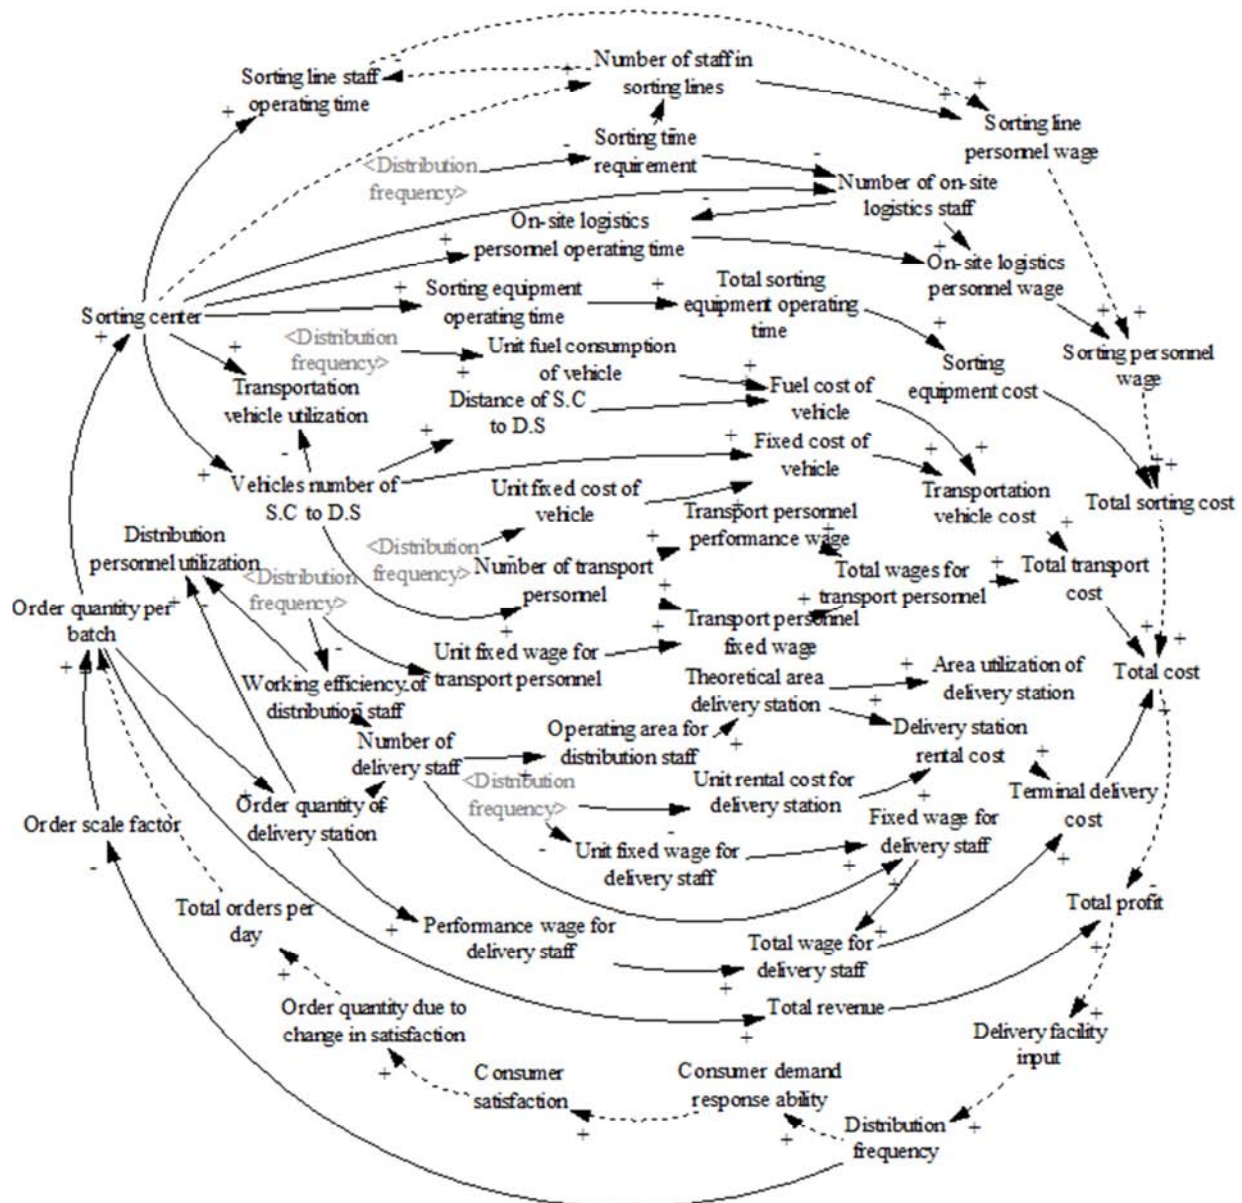 Number of staff in
sorting lines
Sorting line staff
operating time
Sorting line
personnel wage
Sorting time
requirement
<Distribution
frequency>
Number of on-site
logistics staff
On-site logistics
personnel operating time
On-site logistics
personnel wage
Sorting center
Sorting equipment
operating time
Total sorting
equipment operating
time
<Distribution
frequency>
Unit fuel consumption
of vehicle
Sorting
equipment cost
Sorting personnel
wage
Transportation
vehicle utilization
Distance of S.C
to D.S
Fuel cost of
vehicle
Fixed cost of
vehicle
Vehicles number of
S.C to D.S
Unit fixed cost of
vehicle
Transportation
vehicle cost
Total sorting cost
Distribution
personnel utilization
<Distribution
frequency>
Transport personnel
performance wage
<Distribution
frequency>
Number of transport
personnel
Total wages for
transport personnel
Total transport
cost
Order quantity per
batch
Transport personnel
fixed wage
Unit fixed wage for
transport personnel
Working efficiency of
distribution staff
Theoretical area
delivery station
Area utilization of
delivery station
Total cost
Number of
delivery staff
Operating area for
distribution staff
Delivery station
rental cost
<Distribution
frequency>
Unit rental cost for
delivery station
Terminal delivery
cost
Order scale factor
Order quantity of
delivery station
Unit fixed wage for
delivery staff
Fixed wage for
delivery staff
Total orders per
day
Performance wage for
delivery staff
Total wage for
delivery staff
Total profit
Order quantity due to
change in satisfaction
Total revenue
Delivery facility
input
Consumer
satisfaction
Consumer demand
response ability
Distribution
frequency